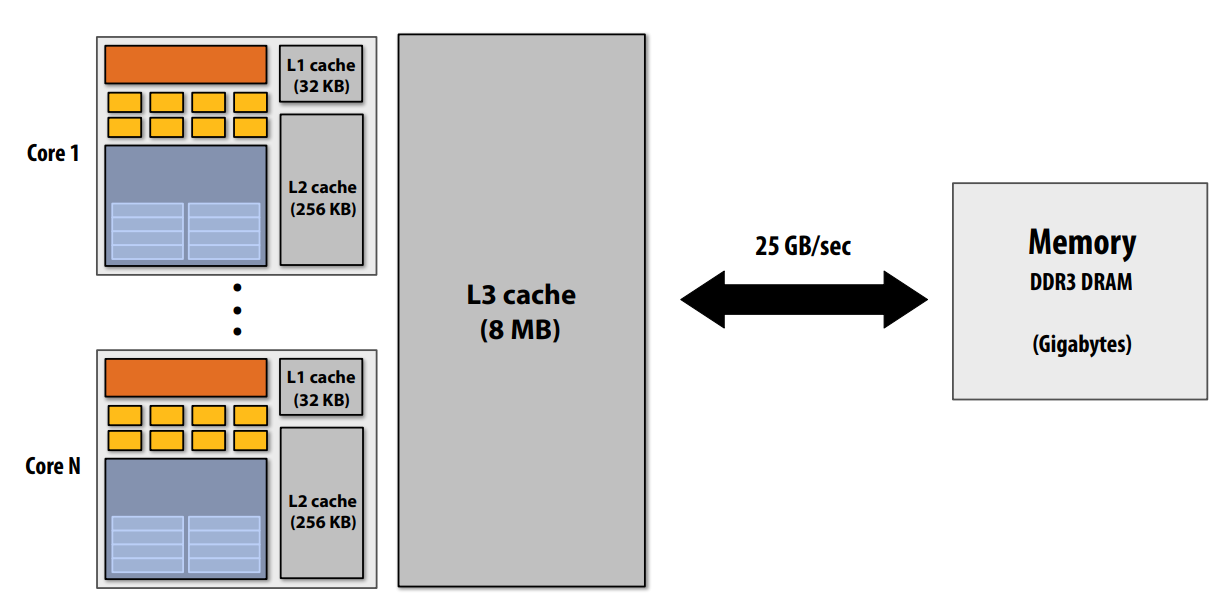 Core 1
L1 cache
(32 KB)
L2 cache
(256 KB)
Core N
L1 cache
(32 KB)
L2 cache
(256 KB)
L3 cache
(8 MB)
25 GB/sec
Memory
DDR3 DRAM
(Gigabytes)